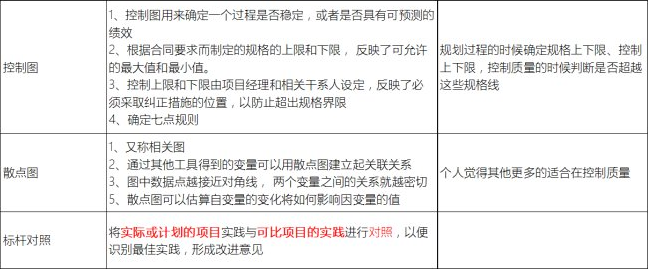 控制图
1、控制图用来确定一个过程是否稳定，或者是否具有可预测的
绩效
2、根据合同要求而制定的规格的上限和下限， 反映了可允许
的最大值和最小值。
3、控制上限和下限由项目经理和相关干系人设定，反映了必
须采取纠正措施的位置，以防止超出规格界限
4、确定七点规则
规划过程的时候确定规格上下限、控制
上下限，控制质量的时候判断是否超越
这些规格线
散点图
1、又称相关图
2、通过其他工具得到的变量可以用散点图建立起关联关系
3、图中数据点越接近对角线， 两个变量之间的关系就越密切
5、散点图可以估算自变量的变化将如何影响因变量的值
个人觉得其他更多的适合在控制质量
标杆对照
将实际或计划的项目实践与可比项目的实践进行对照，以便
识别最佳实践，形成改进意见